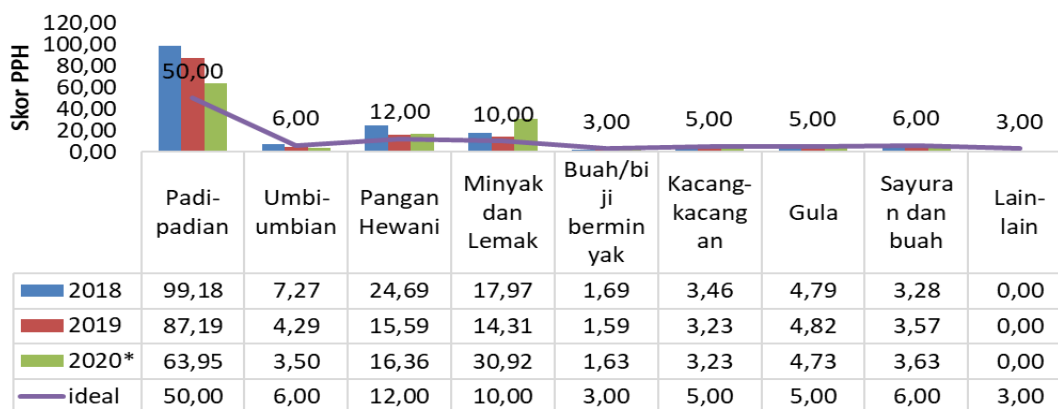 Skor PPH
120,00
100,00
80,00
60,00
40,00
20,00
0,00
50,00 6,00 12,00 10,00 3,00 5,00 5,00 6,00 3,00
Padi-
padian
Umbi-
umbian
Pangan
Hewani
Minyak
dan
Lemak
Buah/bi
ji
bermin
yak
Kacang-
kacang
an
Gula
Sayura
n dan
buah
Lain-
lain
2018 99,18 7,27 24,69 17,97 1,69 3,46 4,79 3,28 0,00
2019 87,19 4,29 15,59 14,31 1,59 3,23 4,82 3,57 0,00
2020* 63,95 3,50 16,36 30,92 1,63 3,23 4,73 3,63 0,00
ideal 50,00 6,00 12,00 10,00 3,00 5,00 5,00 6,00 3,00